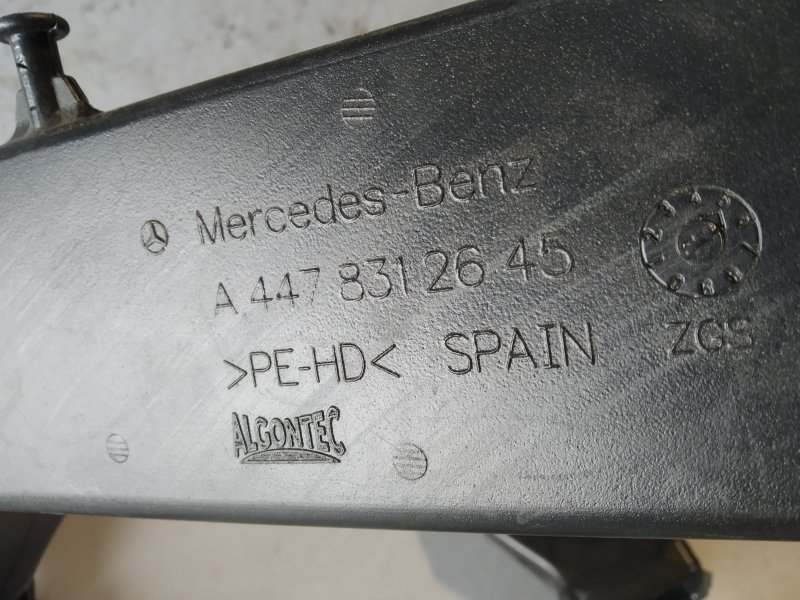 Mercedes-Benz
A 447 831 26 45
>PE-HD< SPAIN
ZGS
ALGONTEC